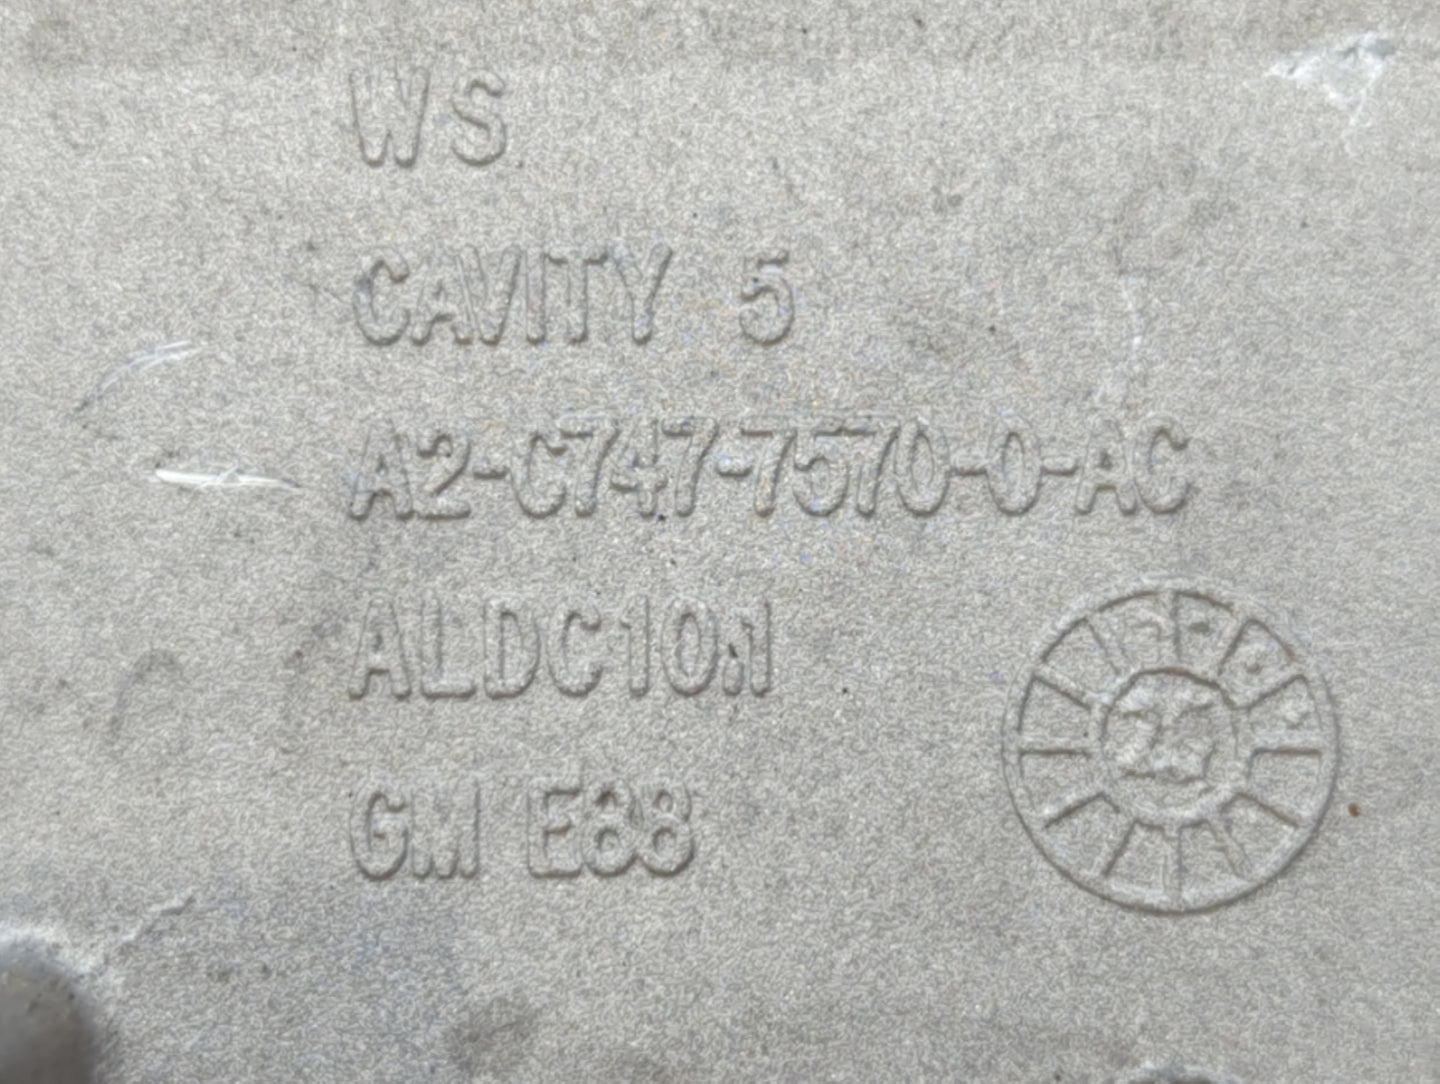 WS
CAVITY 5
A2-C747-7570-0-AC
ALDC10.1
GM E88